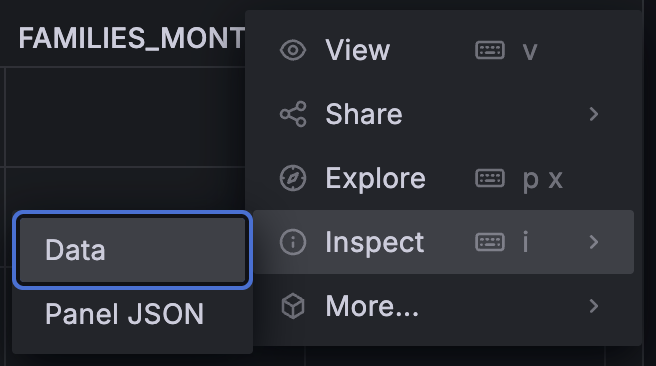 FAMILIES_MONT
View v
Share
Explore p x
Inspect i
More...
Data
Panel JSON